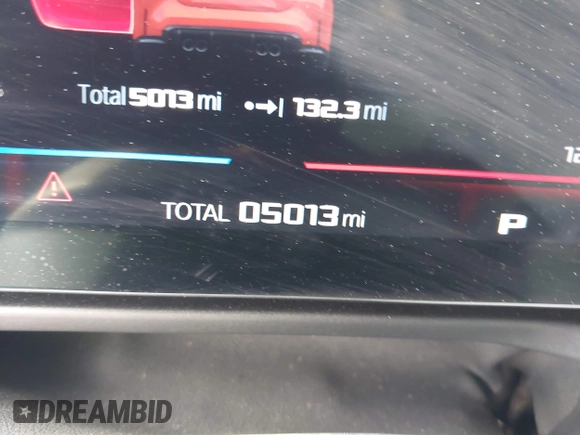 Total 5013 mi •→| 132.3 mi
TOTAL 05013 mi P
DREAMBID